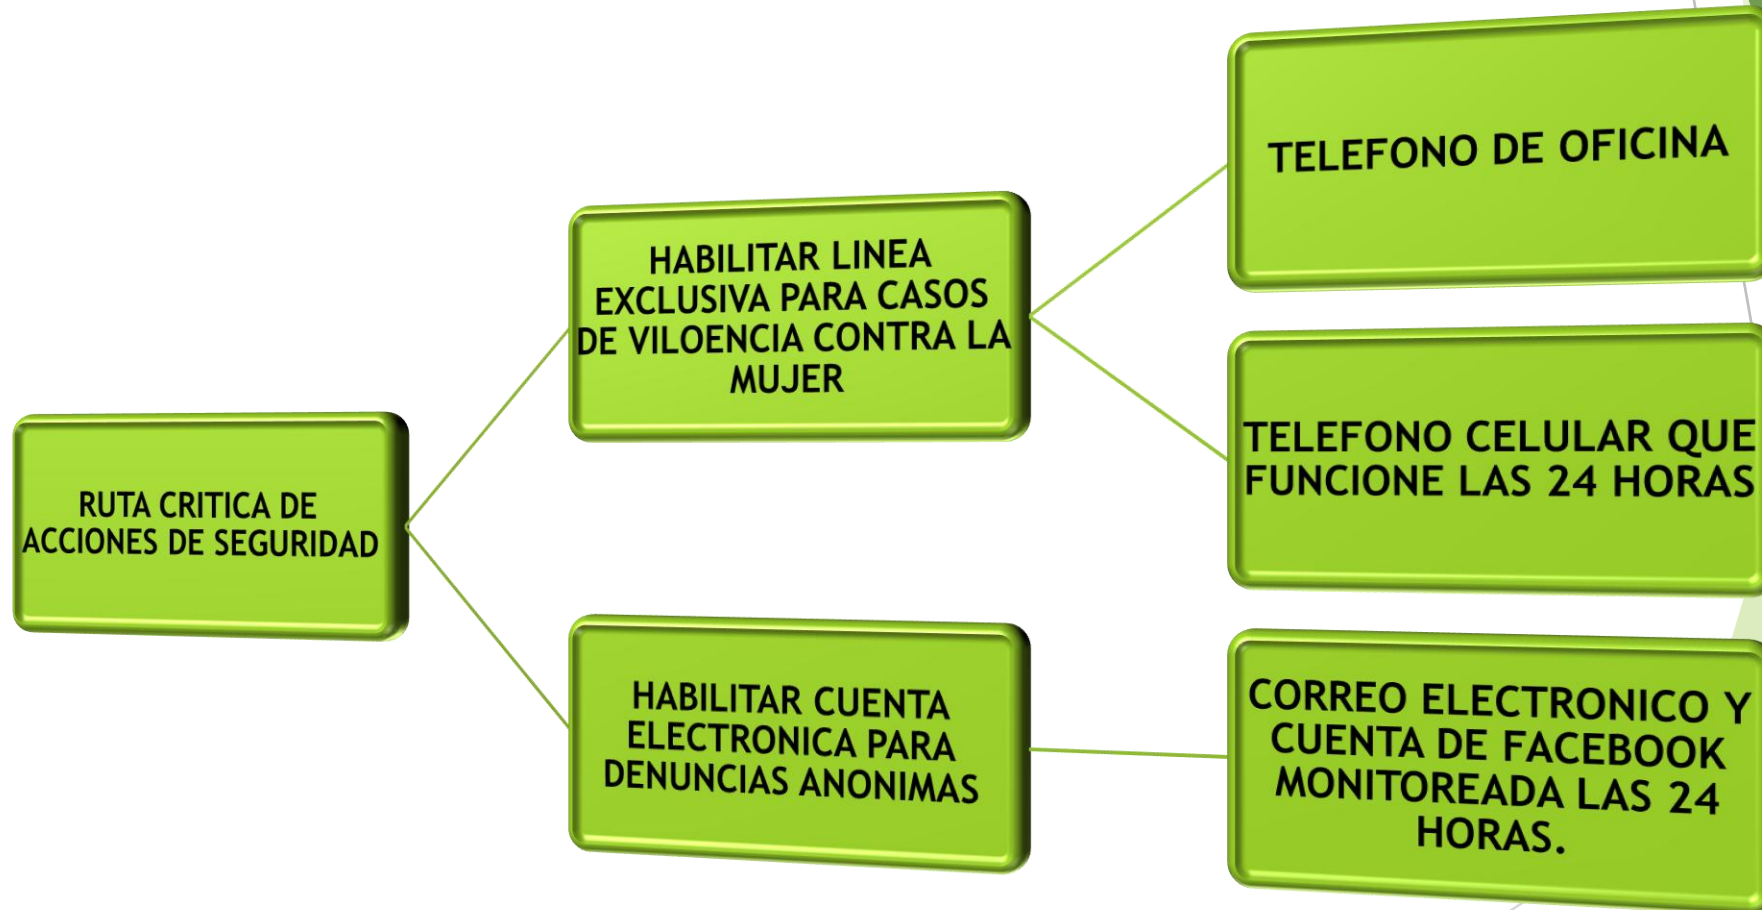 RUTA CRITICA DE
ACCIONES DE SEGURIDAD
HABILITAR LINEA
EXCLUSIVA PARA CASOS
DE VILOENCIA CONTRA LA
MUJER
TELEFONO DE OFICINA
TELEFONO CELULAR QUE
FUNCIONE LAS 24 HORAS
HABILITAR CUENTA
ELECTRONICA PARA
DENUNCIAS ANONIMAS
CORREO ELECTRONICO Y
CUENTA DE FACEBOOK
MONITOREADA LAS 24
HORAS.